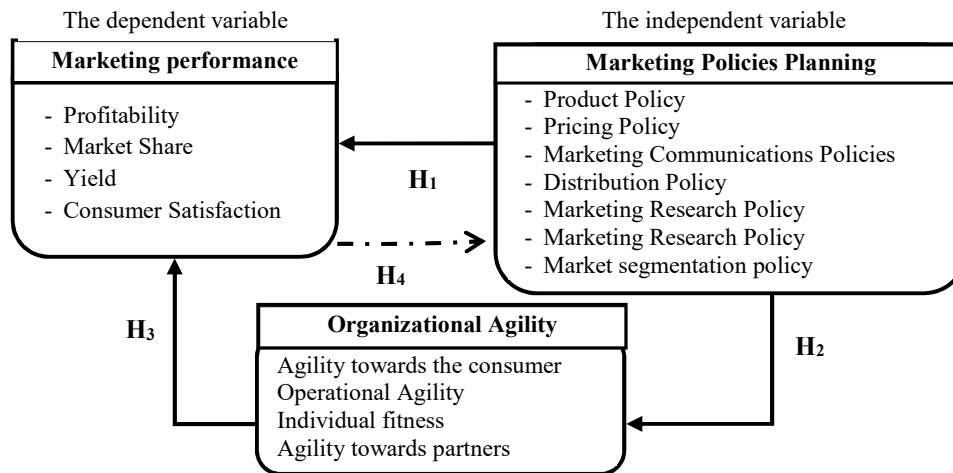 The dependent variable
Marketing performance
- Profitability
- Market Share
- Yield
- Consumer Satisfaction
The independent variable
Marketing Policies Planning
- Product Policy
- Pricing Policy
- Marketing Communications Policies
- Distribution Policy
- Marketing Research Policy
- Marketing Research Policy
- Market segmentation policy
H1
H4
H3
H2
Organizational Agility
Agility towards the consumer
Operational Agility
Individual fitness
Agility towards partners